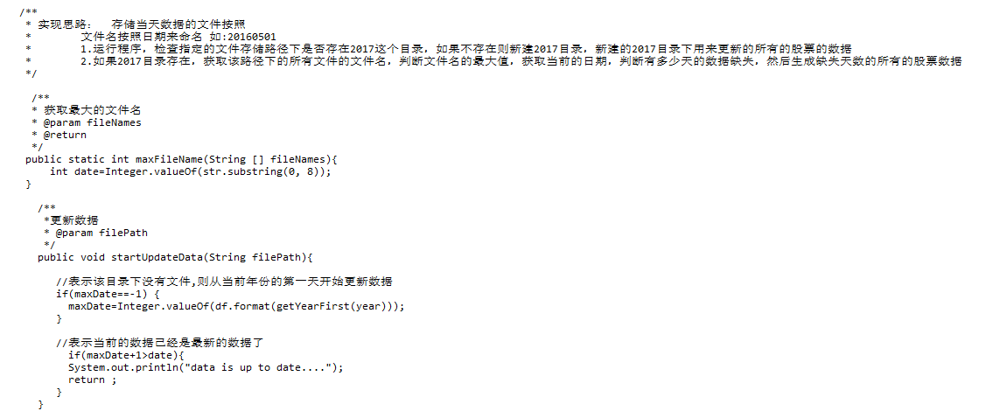 /**
 * 实现思路：  存储当天数据的文件按照
 *        文件名按照日期来命名 如:20160501
 *        1.运行程序，检查指定的文件存储路径下是否存在2017这个目录，如果不存在则新建2017目录，新建的2017目录下用来更新的所有的股票的数据
 *        2.如果2017目录存在，获取该路径下的所有文件的文件名，判断文件名的最大值，获取当前的日期，判断有多少天的数据缺失，然后生成缺失天数的所有的股票数据
 */
  /**
  * 获取最大的文件名
  * @param fileNames
  * @return
  */
 public static int maxFileName(String [] fileNames){
     int date=Integer.valueOf(str.substring(0, 8));
 }
   /**
    *更新数据
    * @param filePath
    */
   public void startUpdateData(String filePath){
      //表示该目录下没有文件,则从当前年份的第一天开始更新数据
      if(maxDate==-1) {
        maxDate=Integer.valueOf(df.format(getYearFirst(year)));
      }
      //表示当前的数据已经是最新的数据了
        if(maxDate+1>date){
        System.out.println("data is up to date....");
        return ;
      }
   }